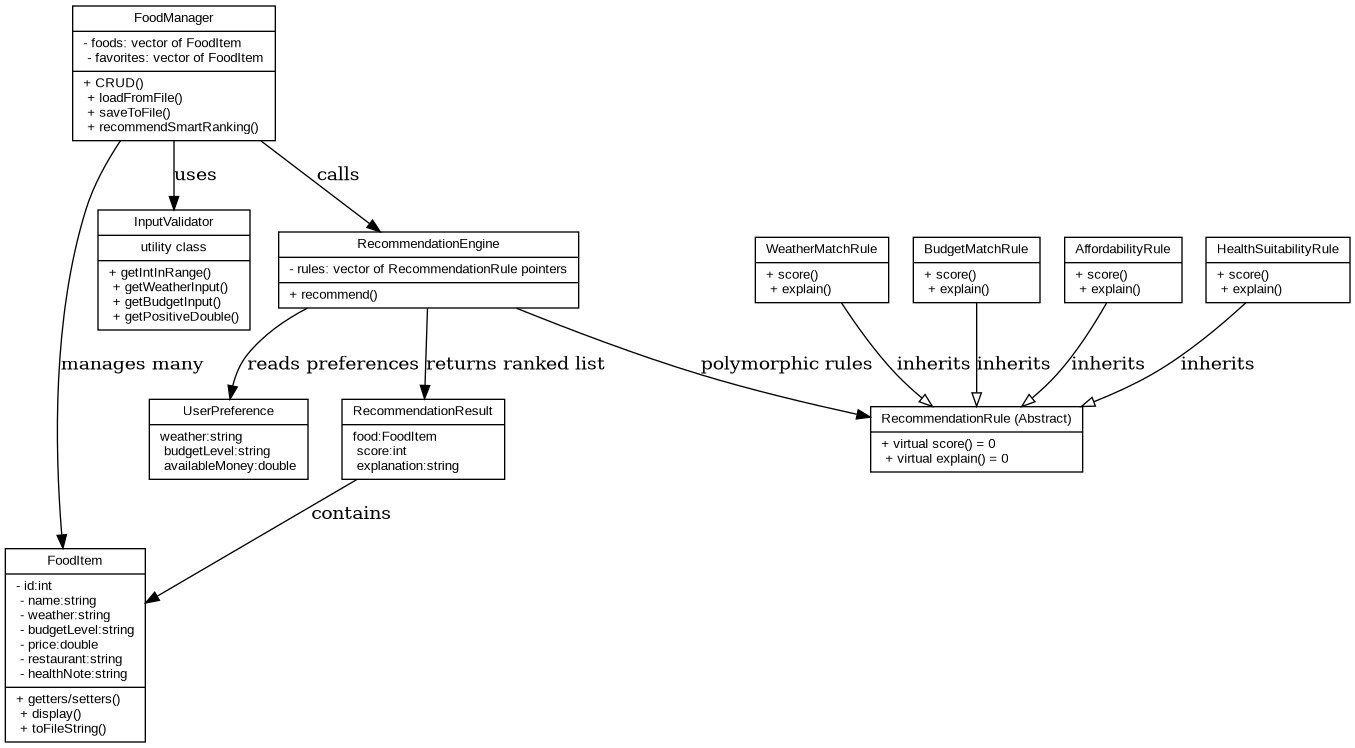 FoodManager
- foods: vector of FoodItem
- favorites: vector of FoodItem
+ CRUD()
+ loadFromFile()
+ saveToFile()
+ recommendSmartRanking()
uses
calls
InputValidator
utility class
+ getIntInRange()
+ getWeatherInput()
+ getBudgetInput()
+ getPositiveDouble()
RecommendationEngine
- rules: vector of RecommendationRule pointers
+ recommend()
WeatherMatchRule
+ score()
+ explain()
BudgetMatchRule
+ score()
+ explain()
AffordabilityRule
+ score()
+ explain()
HealthSuitabilityRule
+ score()
+ explain()
manages many
reads preferences
returns ranked list
polymorphic rules
inherits
inherits
inherits
inherits
UserPreference
weather:string
budgetLevel:string
availableMoney:double
RecommendationResult
food:FoodItem
score:int
explanation:string
RecommendationRule (Abstract)
+ virtual score() = 0
+ virtual explain() = 0
contains
FoodItem
- id:int
- name:string
- weather:string
- budgetLevel:string
- price:double
- restaurant:string
- healthNote:string
+ getters/setters()
+ display()
+ toFileString()